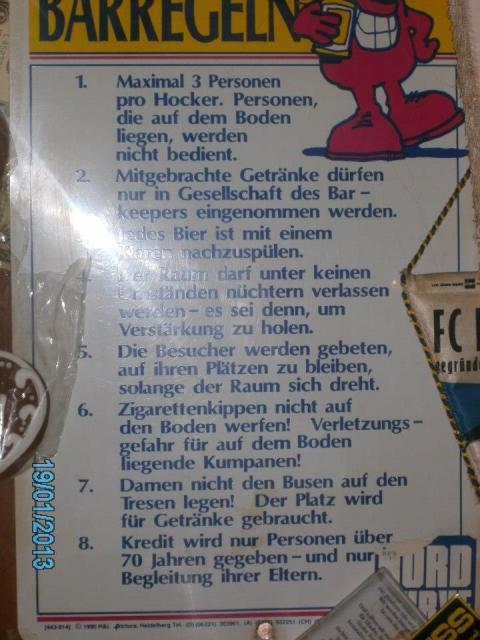 BARREGELN
1. Maximal 3 Personen
pro Hocker. Personen,
die auf dem Boden
liegen, werden
nicht bedient.
2. Mitgebrachte Getränke dürfen
nur in Gesellschaft des Bar-
keepers eingenommen werden.
Jedes Bier ist mit einem
Klaren nachzuspülen.
4. Der Raum darf unter keinen
Umständen nüchtern verlassen
werden - es sei denn, um
Verstärkung zu holen.
5. Die Besucher werden gebeten,
auf ihren Plätzen zu bleiben,
solange der Raum sich dreht.
6. Zigarettenkippen nicht auf
den Boden werfen! Verletzungs-
gefahr für auf dem Boden
liegende Kumpanen!
7. Damen nicht den Busen auf den
Tresen legen! Der Platz wird
für Getränke gebraucht.
8. Kredit wird nur Personen über
70 Jahren gegeben - und nur
Begleitung ihrer Eltern.
FC
gegründe
19/01/2013